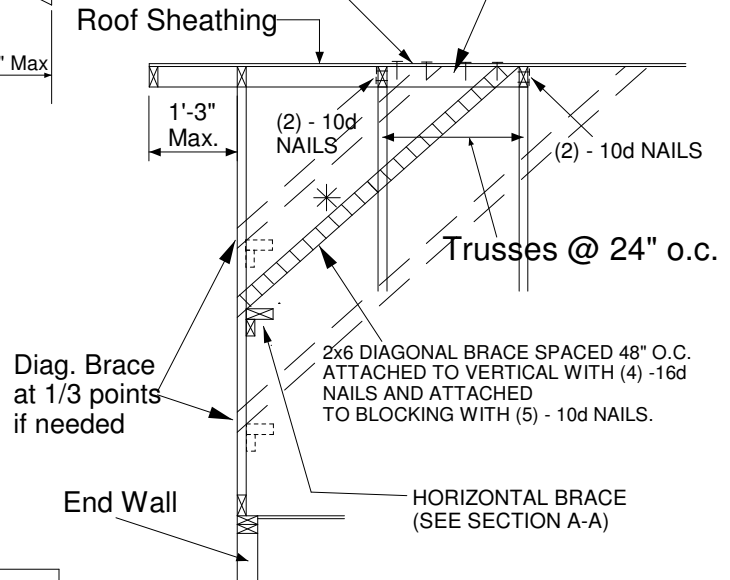 Roof Sheathing
" Max
1'-3"
Max.
(2) - 10d
NAILS
(2) - 10d NAILS
Trusses @ 24" o.c.
Diag. Brace
at 1/3 points
if needed
2x6 DIAGONAL BRACE SPACED 48" O.C.
ATTACHED TO VERTICAL WITH (4) -16d
NAILS AND ATTACHED
TO BLOCKING WITH (5) - 10d NAILS.
End Wall
HORIZONTAL BRACE
(SEE SECTION A-A)